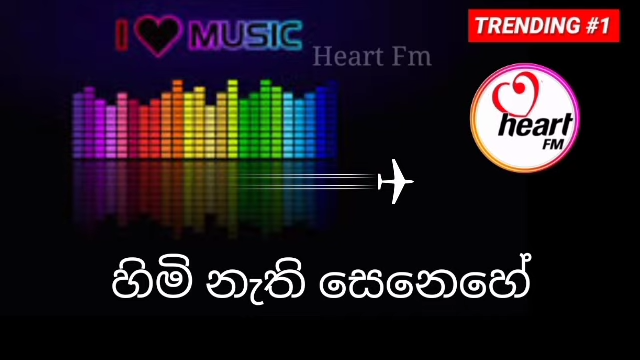 I ❤ MUSIC
Heart Fm
TRENDING #1
heart
FM
හිමි නැති සෙනෙහේ